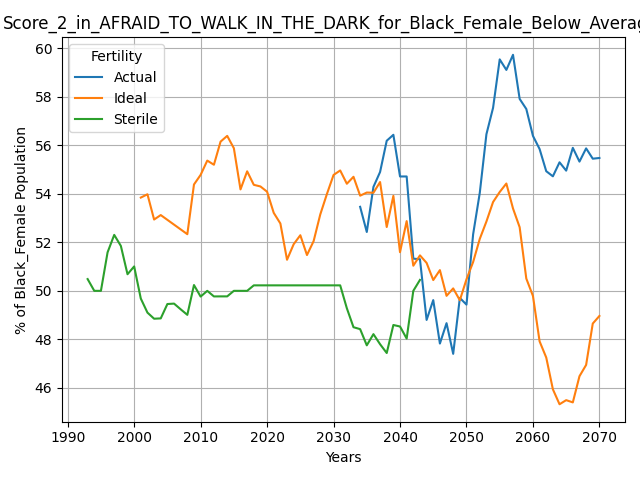 Score_2_in_AFRAID_TO_WALK_IN_THE_DARK_for_Black_Female_Below_Averag
Fertility
Actual
Ideal
Sterile
% of Black_Female Population
60
58
56
54
52
50
48
46
1990 2000 2010 2020 2030 2040 2050 2060 2070
Years